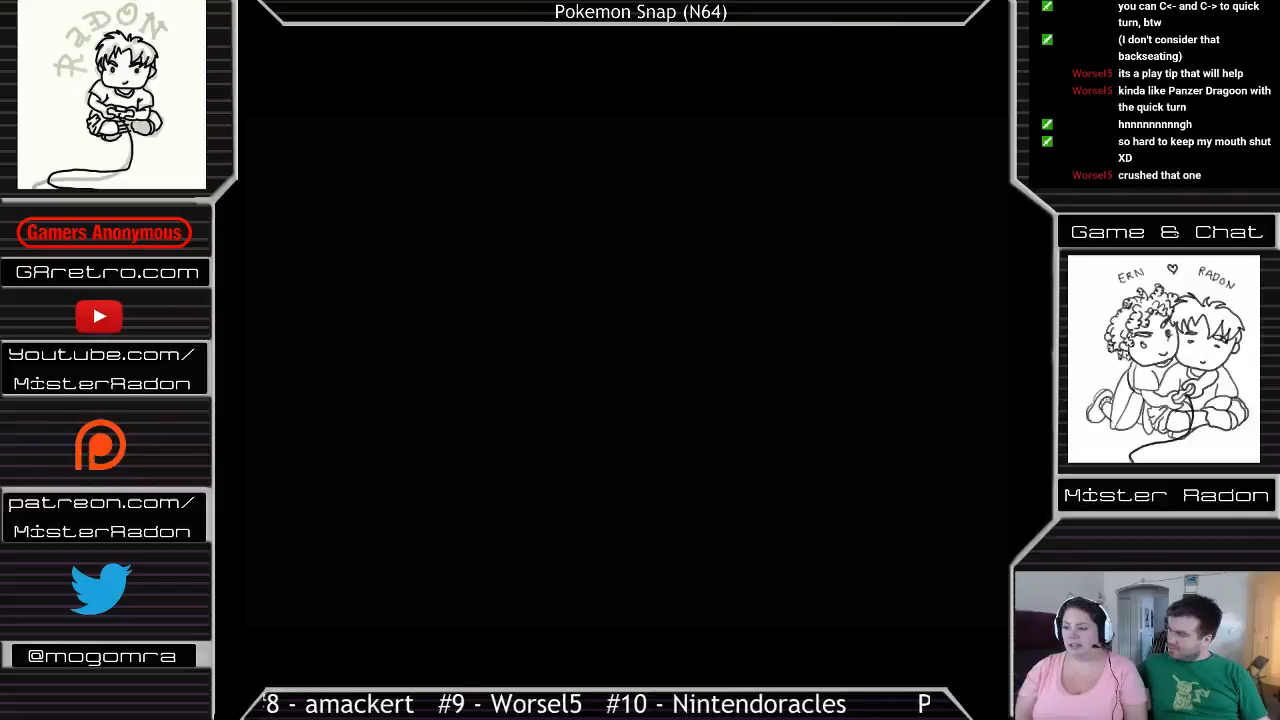 Pokemon Snap (N64)
RADON
Gamers Anonymous
GAretro.com
Youtube.com/
MisterRadon
patreon.com/
MisterRadon
@mogomra
you can C<- and C-> to quick
turn, btw
(I don't consider that
backseating)
Worsel5 its a play tip that will help
Worsel5 kinda like Panzer Dragoon with
the quick turn
hnnnnnnnnngh
so hard to keep my mouth shut
XD
Worsel5 crushed that one
Game & Chat
ERN RADON
Mister Radon
#8 - amackert #9 - Worsel5 #10 - Nintendoracles P